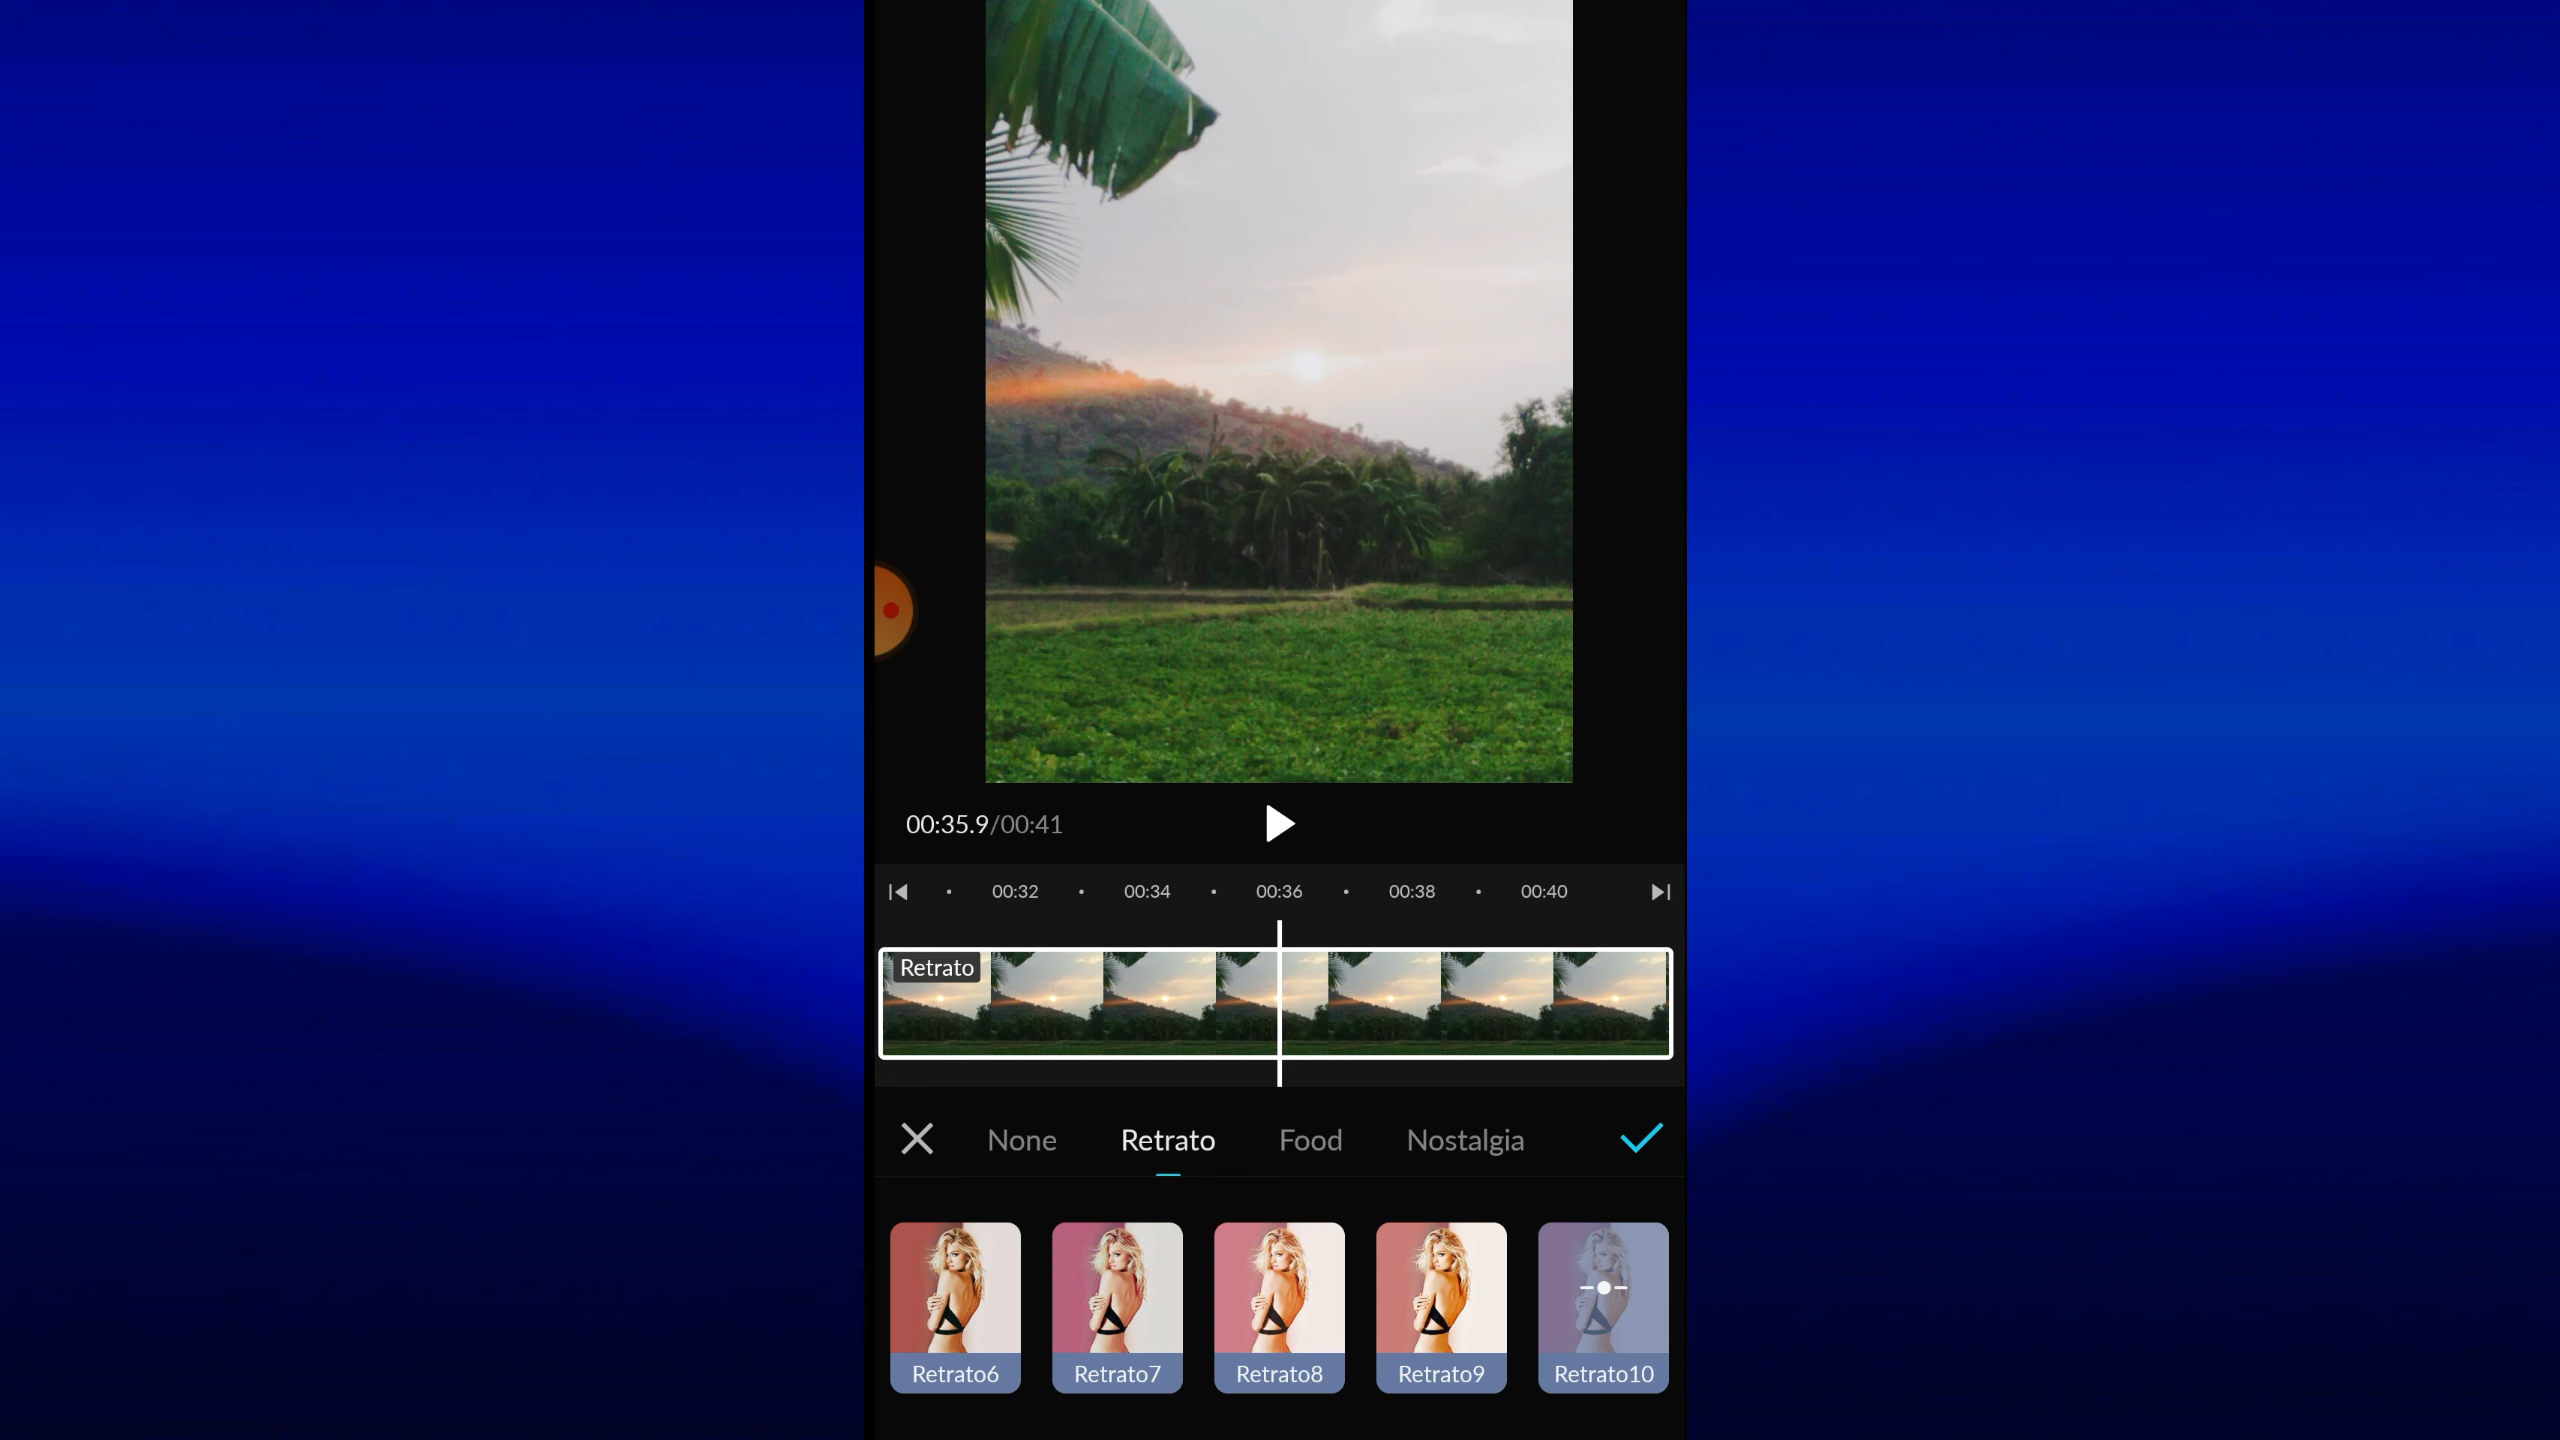 00:35.9/00:41
00:32 00:34 00:36 00:38 00:40
Retrato
None Retrato Food Nostalgia
Retrato6 Retrato7 Retrato8 Retrato9 Retrato10